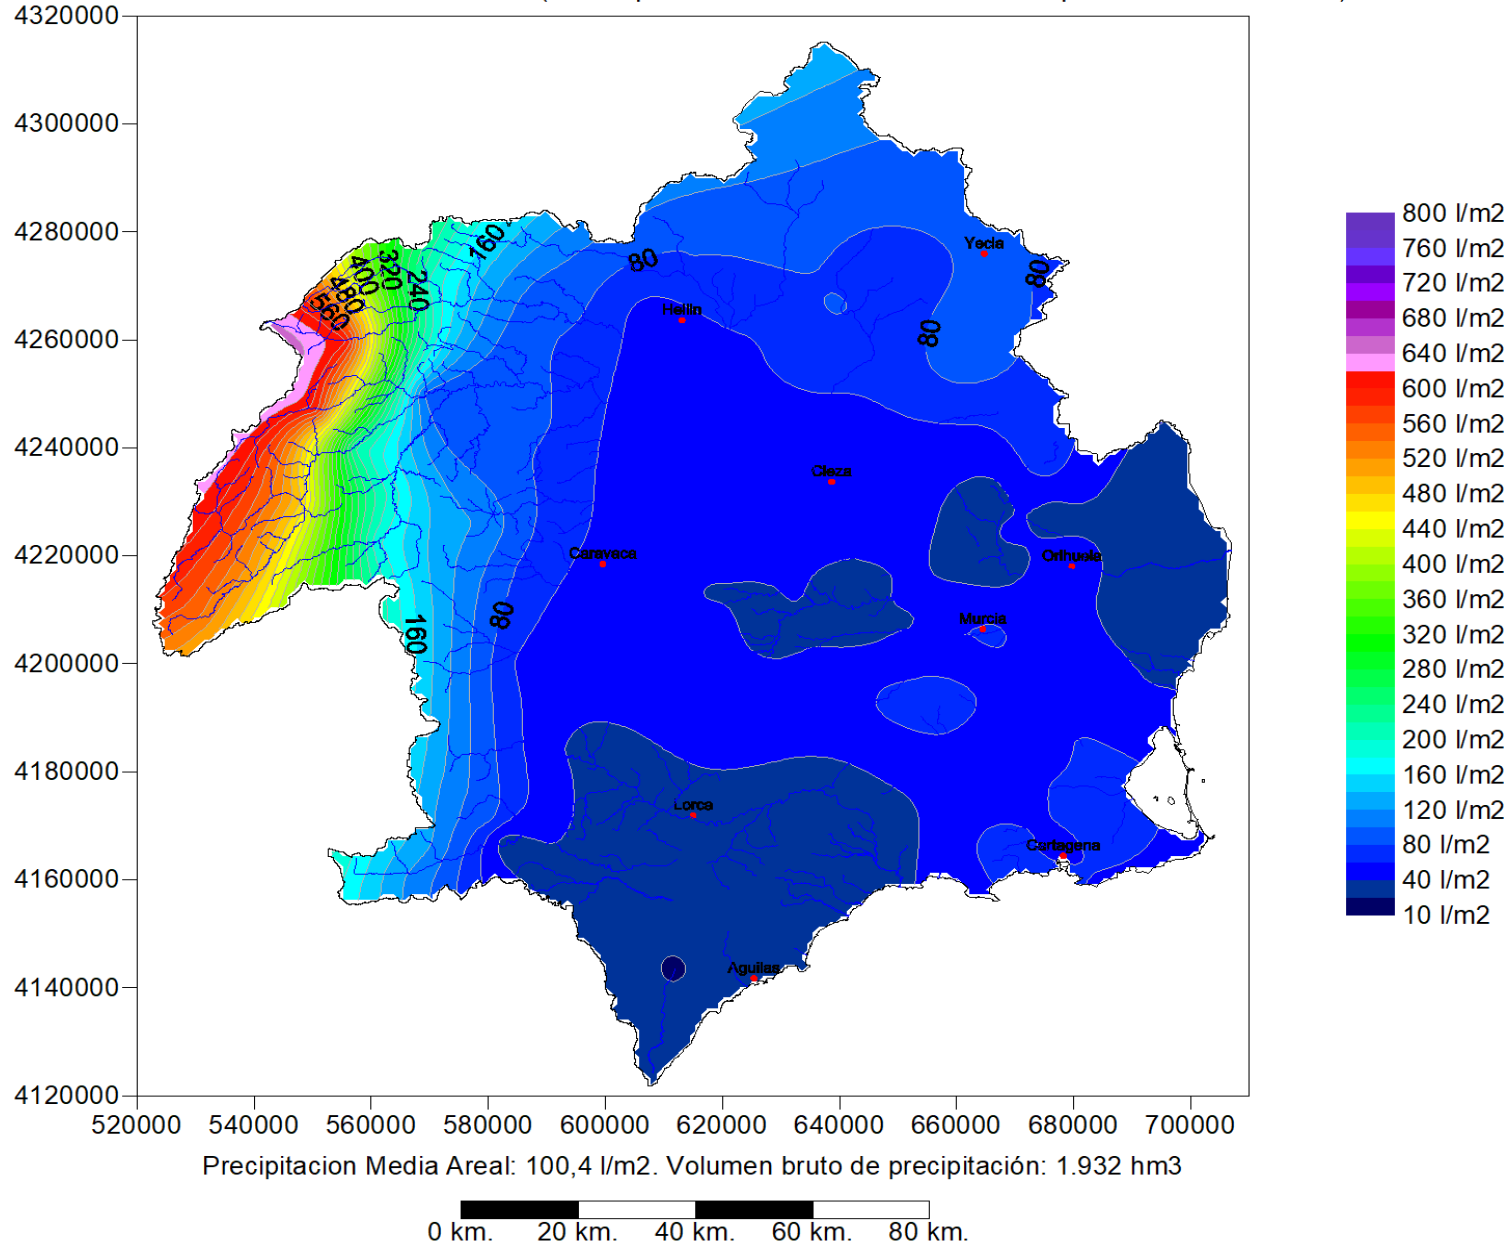 4320000
4300000
4280000
4260000
4240000
4220000
4200000
4180000
4160000
4140000
4120000
520000 540000 560000 580000 600000 620000 640000 660000 680000 700000
160
320
400
240
480
560
80
Yecla
80
Hellin
80
Cieza
Caravaca
Orihuela
80
160
Murcia
Lorca
Cartagena
Aguilas
800 l/m2
760 l/m2
720 l/m2
680 l/m2
640 l/m2
600 l/m2
560 l/m2
520 l/m2
480 l/m2
440 l/m2
400 l/m2
360 l/m2
320 l/m2
280 l/m2
240 l/m2
200 l/m2
160 l/m2
120 l/m2
80 l/m2
40 l/m2
10 l/m2
Precipitacion Media Areal: 100,4 l/m2. Volumen bruto de precipitación: 1.932 hm3
0 km. 20 km. 40 km. 60 km. 80 km.